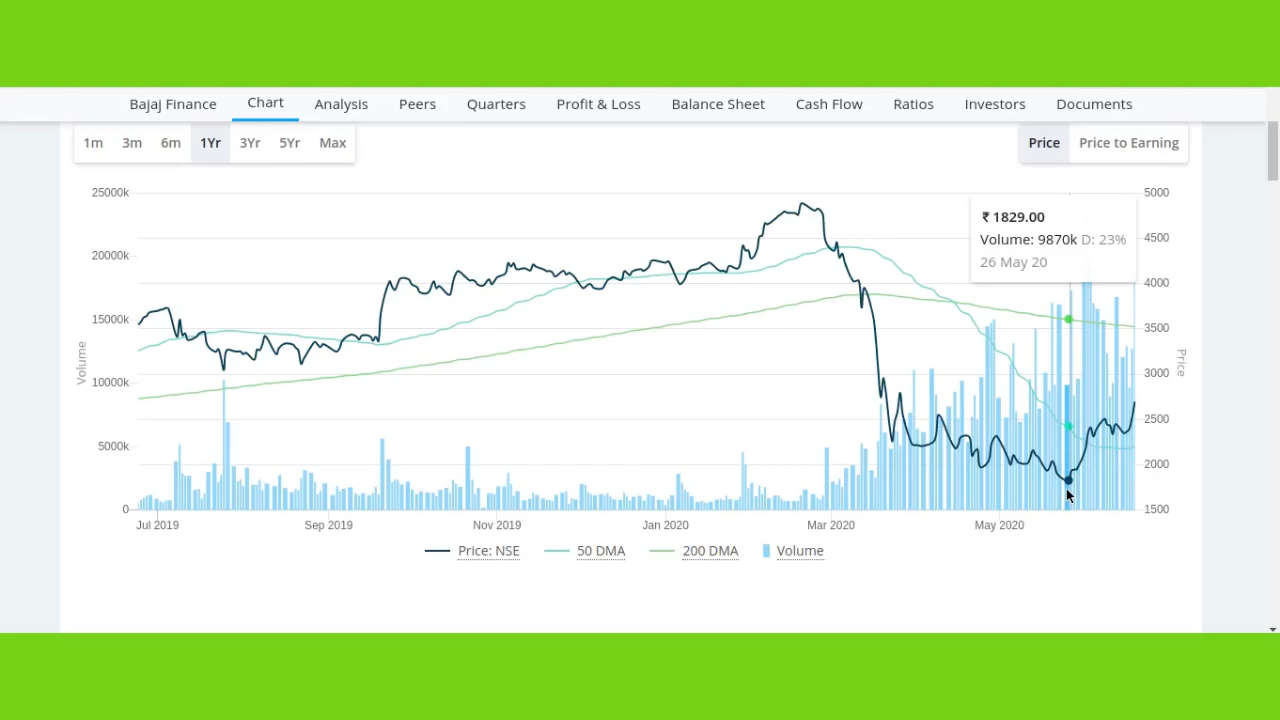 Bajaj Finance Chart Analysis Peers Quarters Profit & Loss Balance Sheet Cash Flow Ratios Investors Documents
1m 3m 6m 1Yr 3Yr 5Yr Max Price Price to Earning
25000k 5000
₹ 1829.00
4500
Volume: 9870k D: 23%
20000k
26 May 20
4000
15000k 3500
Volume
Price
3000
10000k
2500
5000k
2000
0 1500
Jul 2019 Sep 2019 Nov 2019 Jan 2020 Mar 2020 May 2020
Price: NSE 50 DMA 200 DMA Volume